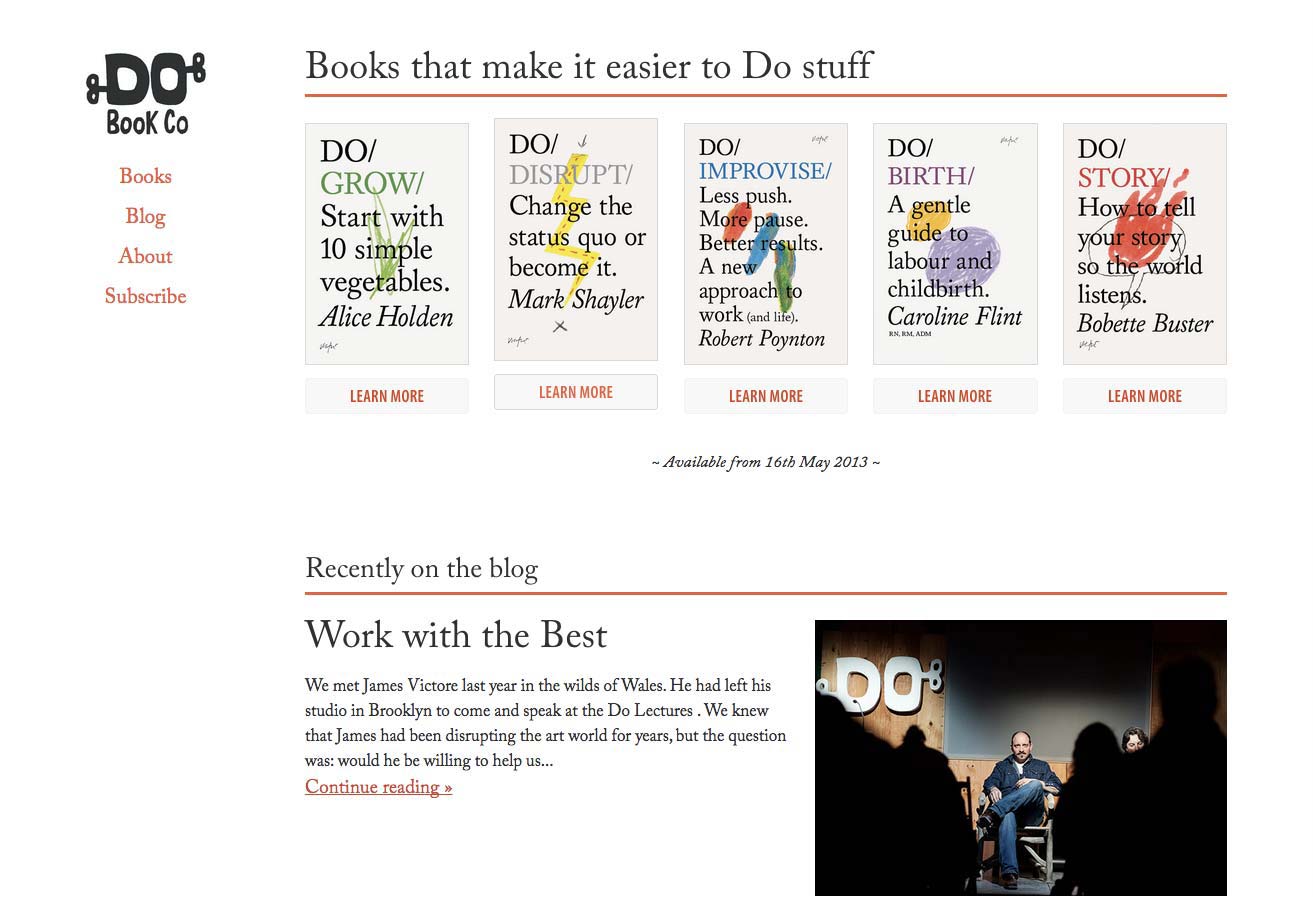 DO
BOOK CO
Books
Blog
About
Subscribe
Books that make it easier to Do stuff
DO/
GROW/
Start with
10 simple
vegetables.
Alice Holden
LEARN MORE
DO/
DISRUPT/
Change the
status quo or
become it.
Mark Shayler
LEARN MORE
DO/
IMPROVISE/
Less push.
More pause.
Better results.
A new
approach to
work (and life).
Robert Poynton
LEARN MORE
DO/
BIRTH/
A gentle
guide to
labour and
childbirth.
Caroline Flint
RN, RM, ADM
LEARN MORE
DO/
STORY/
How to tell
your story
so the world
listens.
Bobette Buster
LEARN MORE
~ Available from 16th May 2013 ~
Recently on the blog
Work with the Best
We met James Victore last year in the wilds of Wales. He had left his
studio in Brooklyn to come and speak at the Do Lectures . We knew
that James had been disrupting the art world for years, but the question
was: would he be willing to help us...
Continue reading »
DO